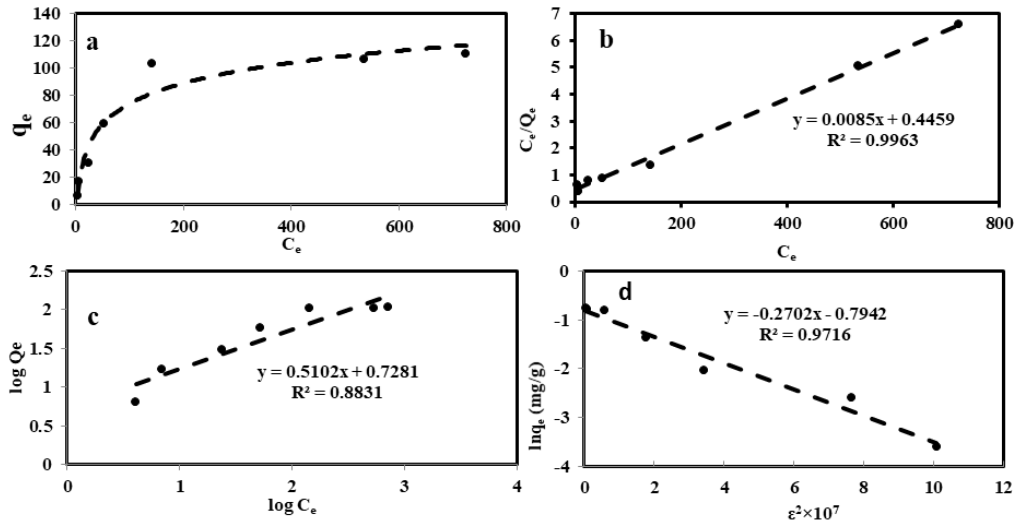 a
140
120
100
80
60
40
20
0
qₑ
0 200 400 600 800
Cₑ
b
7
6
5
4
3
2
1
0
Cₑ/Qₑ
y = 0.0085x + 0.4459
R² = 0.9963
0 200 400 600 800
Cₑ
c
2.5
2
1.5
1
0.5
0
log Qe
y = 0.5102x + 0.7281
R² = 0.8831
0 1 2 3 4
log Cₑ
d
-0
-1
-2
-3
-4
lnqₑ (mg/g)
y = -0.2702x - 0.7942
R² = 0.9716
0 2 4 6 8 10 12
ε²×10⁷